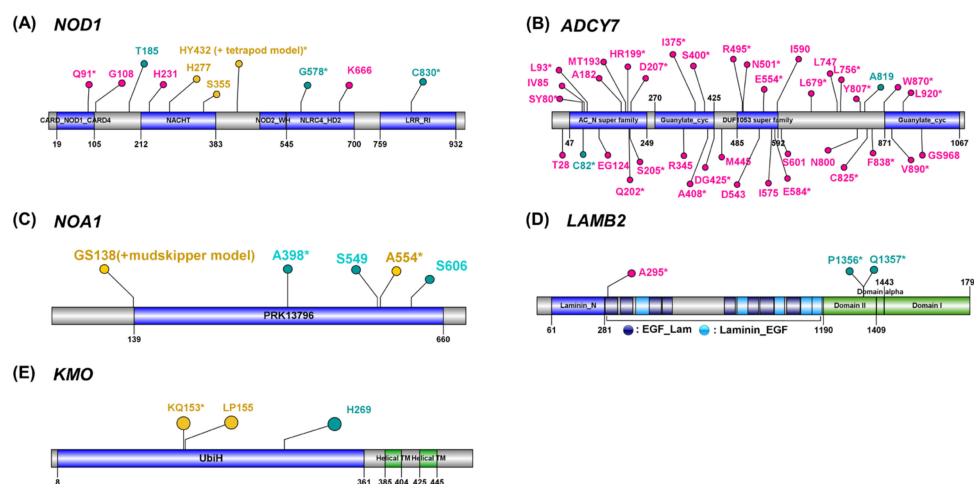 (A) NOD1
HY432 (+ tetrapod model)*
T185
H277
Q91*
G108
H231
S355
G578*
K666
C830*
CARD_NOD1_CARD4
NACHT
NOD2_WH
NLRC4_HD2
LRR_RI
19 105 212 383 545 700 759 932
(B) ADCY7
I375*
R495*
I590
MT193
HR199*
S400*
N501*
L747
L93*
A182
D207*
E554*
L679*
L756*
A819
W870*
IV85
Y807*
L920*
SY80*
270
425
AC_N super family
Guanylate_cyc
DUF1053 super family
Guanylate_cyc
47 249 485 592 871 1067
T28
C82*
EG124
S205*
R345
M445
S601
N800
F838*
GS968
Q202*
A408*
DG425*
D543
I575
E584*
C825*
V890*
(C) NOA1
GS138(+mudskipper model)
A398*
S549
A554*
S606
PRK13796
139 660
(D) LAMB2
P1356*
Q1357*
A295*
Domain alpha
1443
179
Laminin_N
Domain II
Domain I
61 281 1190 1409
: EGF_Lam
: Laminin_EGF
(E) KMO
KQ153*
LP155
H269
UbiH
Helical TM
Helical TM
8 361 385 404 425 445